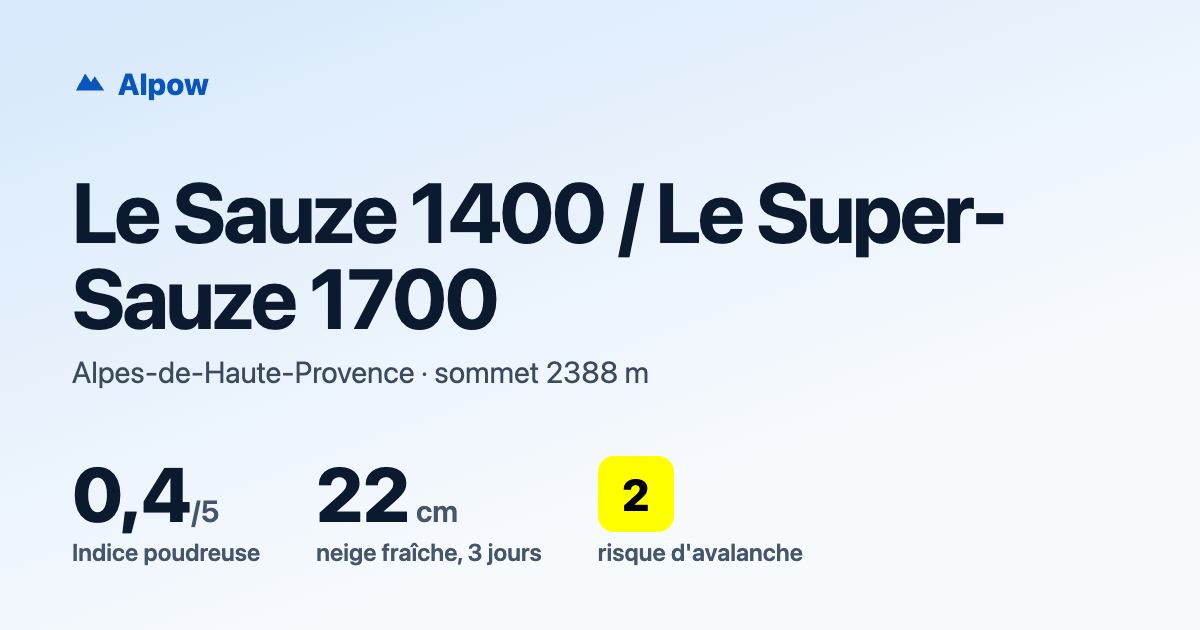 Alpow
Le Sauze 1400 / Le Super-
Sauze 1700
Alpes-de-Haute-Provence · sommet 2388 m
0,4/5
22 cm
2
Indice poudreuse
neige fraîche, 3 jours
risque d'avalanche